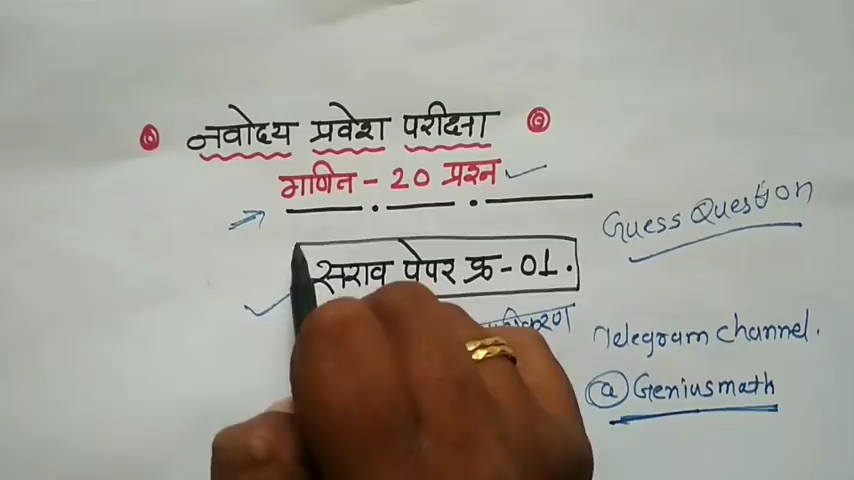 नवोदय प्रवेश परीक्षा
गणित - 20 प्रश्न
Guess Question
सराव पेपर क्र - 01.
Telegram channel.
@Geniusmath